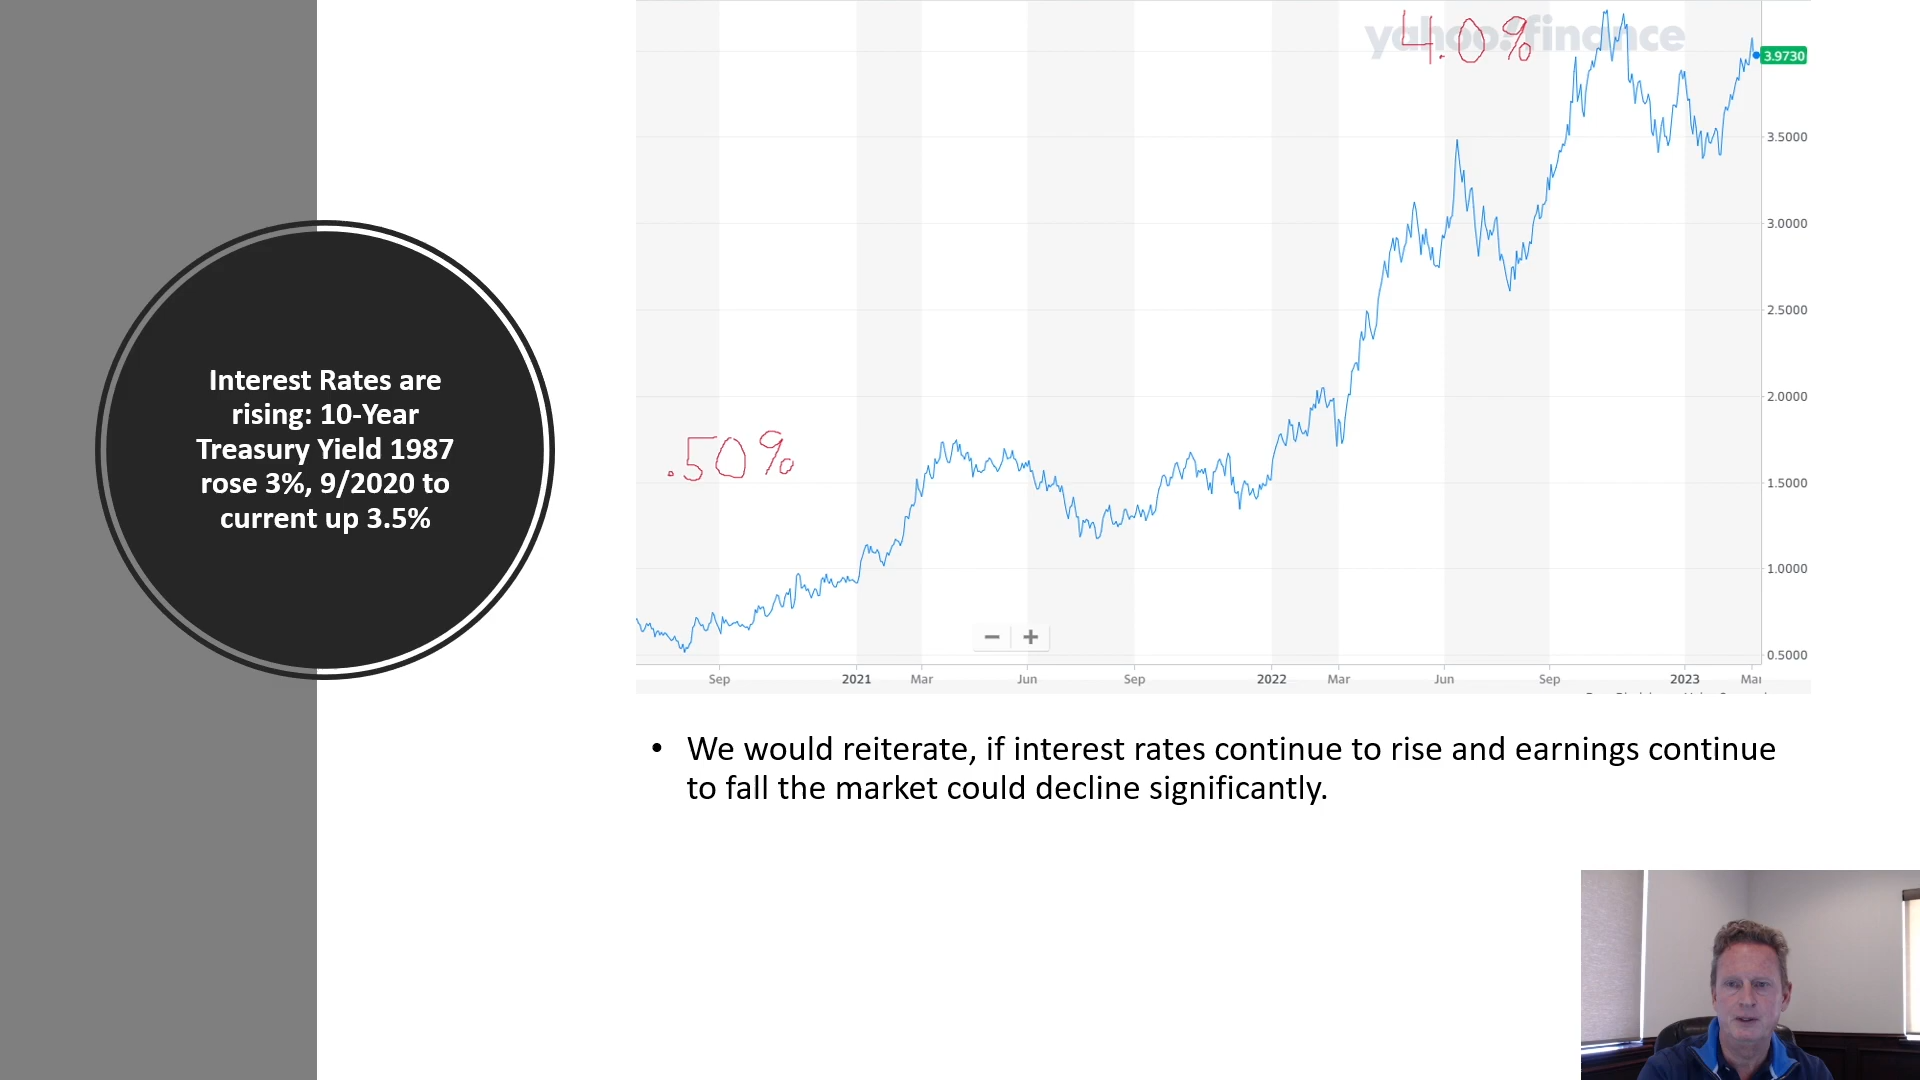 Interest Rates are
rising: 10-Year
Treasury Yield 1987
rose 3%, 9/2020 to
current up 3.5%
yahoo!finance
4.0%
.50%
3.9730
3.5000
3.0000
2.5000
2.0000
1.5000
1.0000
0.5000
− +
Sep 2021 Mar Jun Sep 2022 Mar Jun Sep 2023 Mar
• We would reiterate, if interest rates continue to rise and earnings continue
to fall the market could decline significantly.